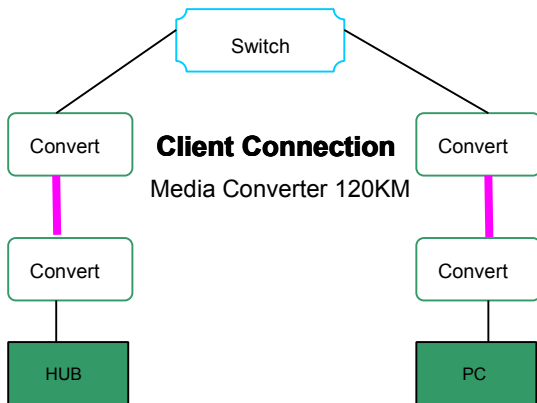 Switch
Convert
Client Connection
Convert
Media Converter 120KM
Convert
Convert
HUB
PC